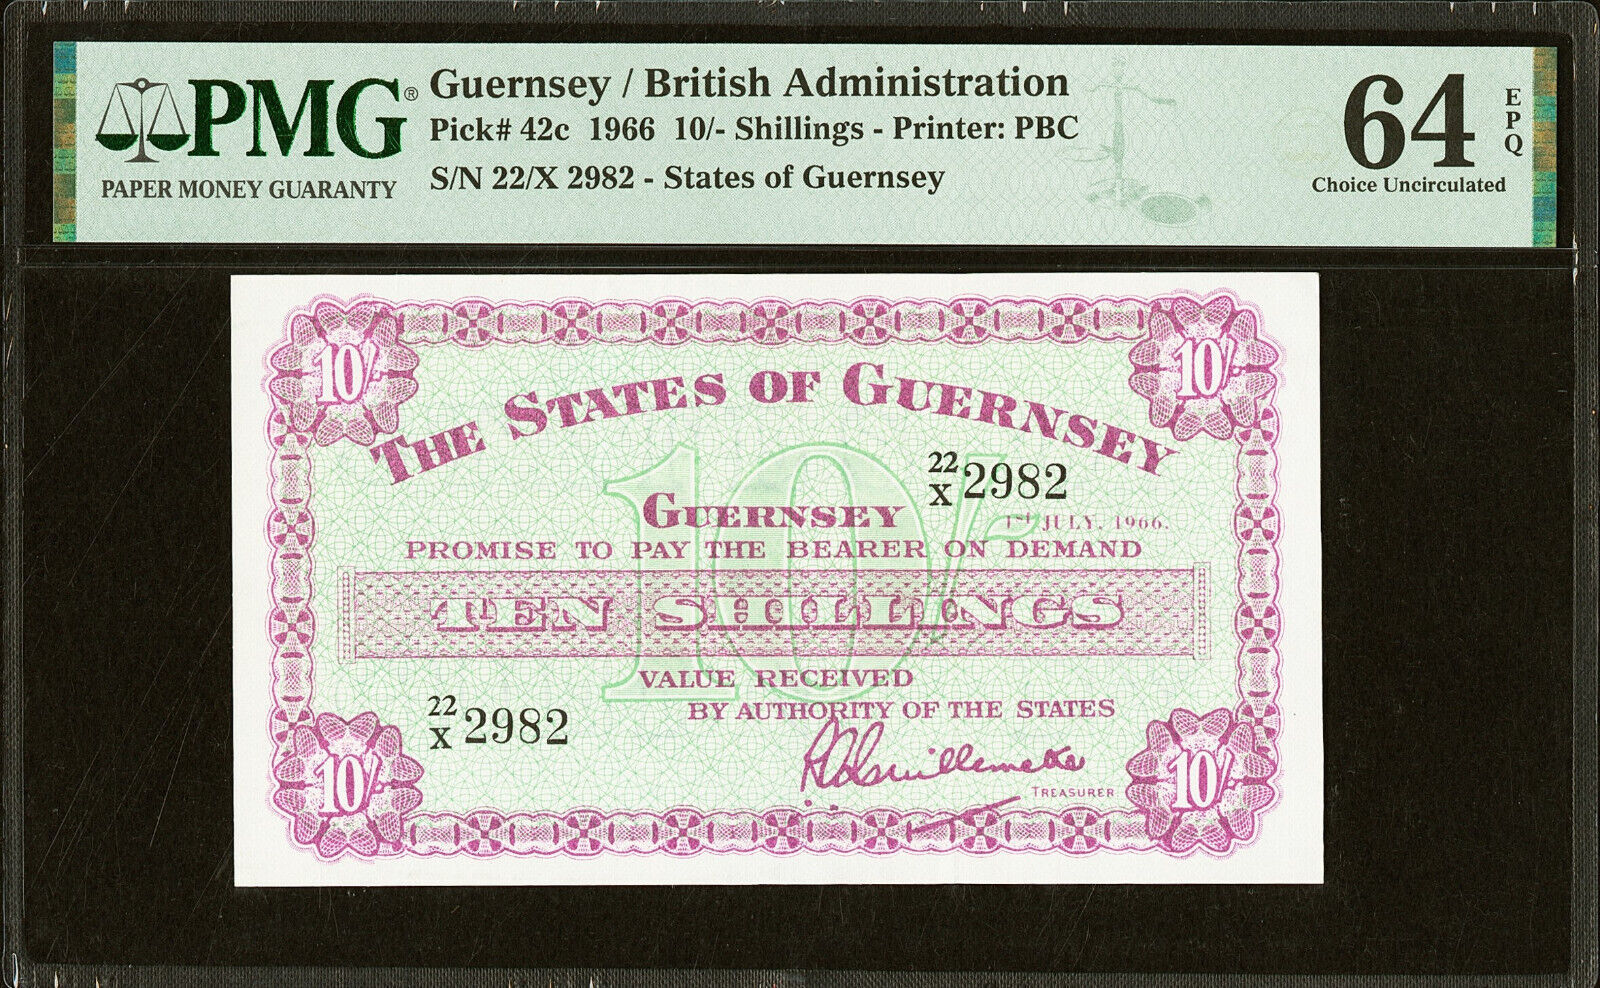 PMG®
PAPER MONEY GUARANTY
Guernsey / British Administration
Pick# 42c 1966 10/- Shillings - Printer: PBC
S/N 22/X 2982 - States of Guernsey
64 EPQ
Choice Uncirculated
10/- 10/-
THE STATES OF GUERNSEY
10/-
22/X 2982
GUERNSEY 1st JULY, 1966.
PROMISE TO PAY THE BEARER ON DEMAND
TEN SHILLINGS
VALUE RECEIVED
BY AUTHORITY OF THE STATES
22/X 2982
TREASURER
10/- 10/-